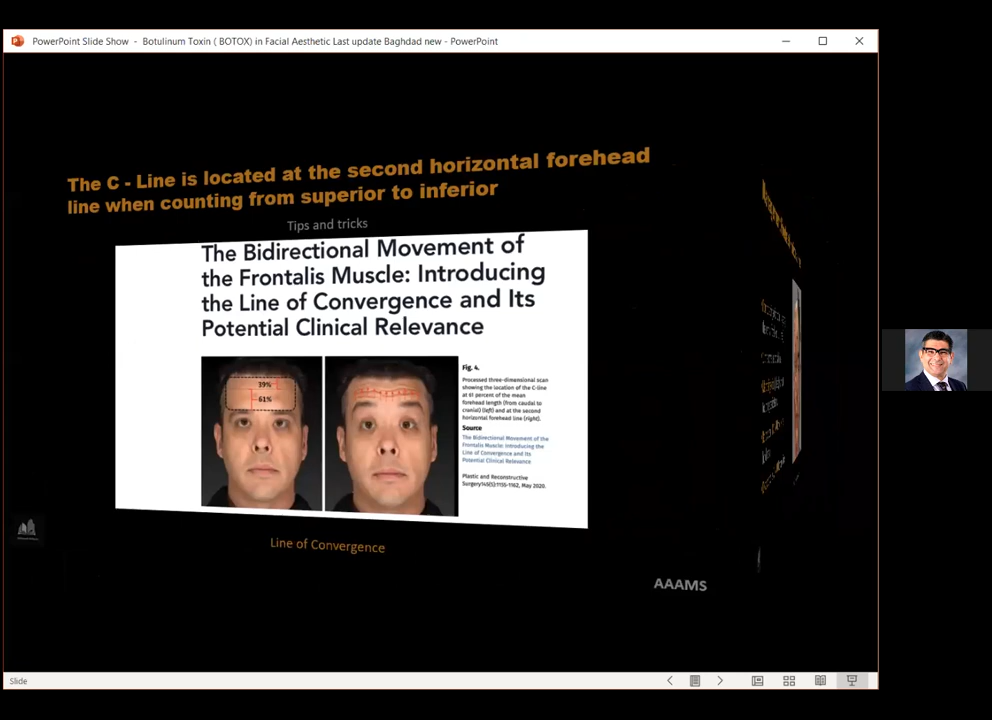 PowerPoint Slide Show - Botulinum Toxin ( BOTOX) in Facial Aesthetic Last update Baghdad new - PowerPoint
The C - Line is located at the second horizontal forehead
line when counting from superior to inferior
Tips and tricks
The Bidirectional Movement of
the Frontalis Muscle: Introducing
the Line of Convergence and Its
Potential Clinical Relevance
39%
61%
Fig. 4.
Processed three-dimensional scan
showing the location of the C-line
at 61 percent of the mean
forehead length (from caudal to
cranial) (left) and at the second
horizontal forehead line (right).
Source
The Bidirectional Movement of the
Frontalis Muscle: Introducing the
Line of Convergence and Its
Potential Clinical Relevance
Plastic and Reconstructive
Surgery145(5):1155-1162, May 2020.
Line of Convergence
AAAMS
Slide